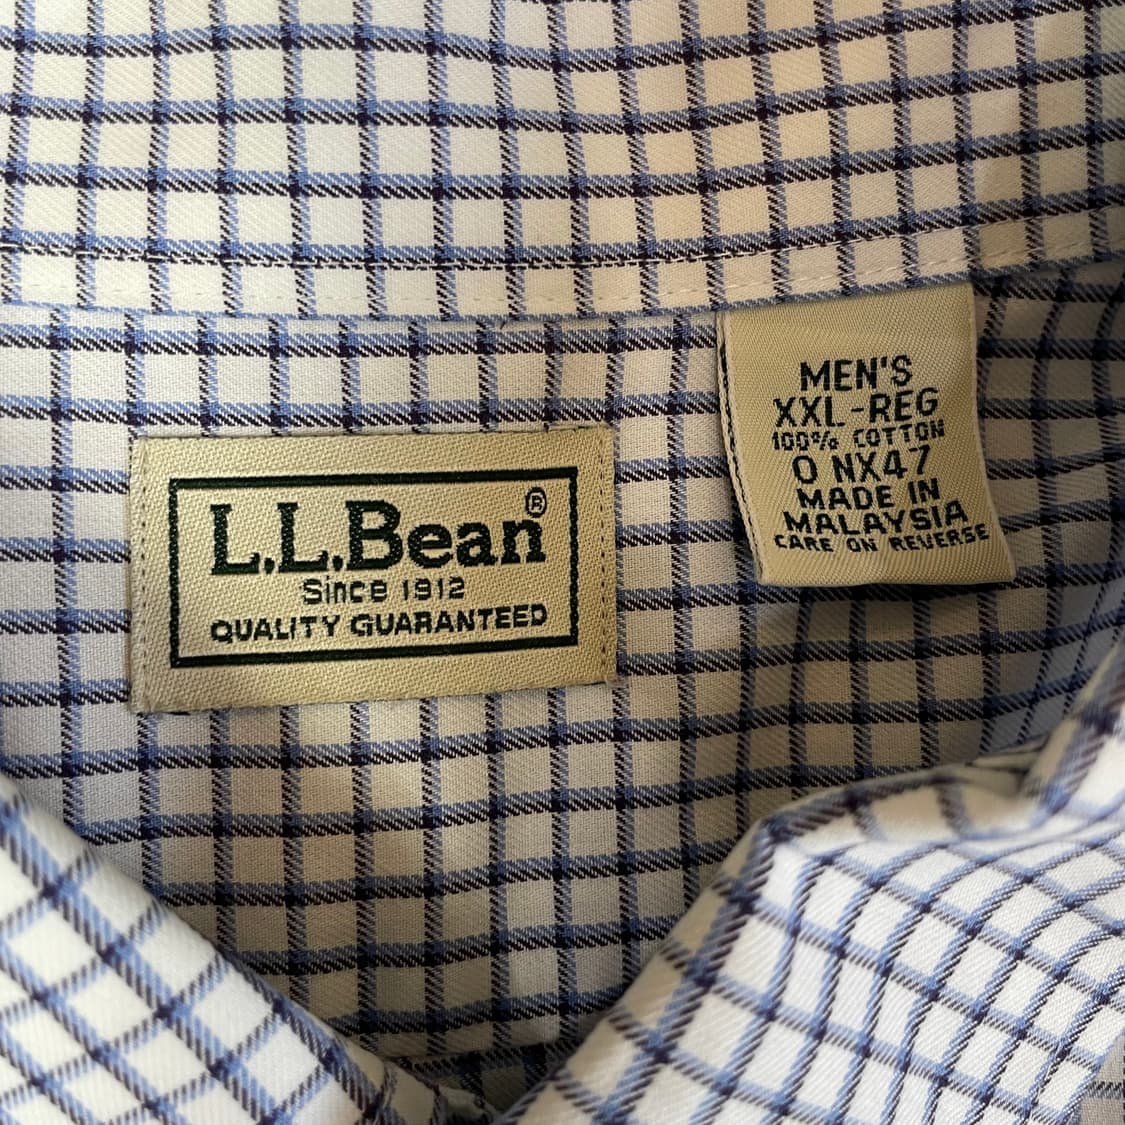 L.L.Bean®
Since 1912
QUALITY GUARANTEED
MEN'S
XXL-REG
100% COTTON
0 NX47
MADE IN
MALAYSIA
CARE ON REVERSE